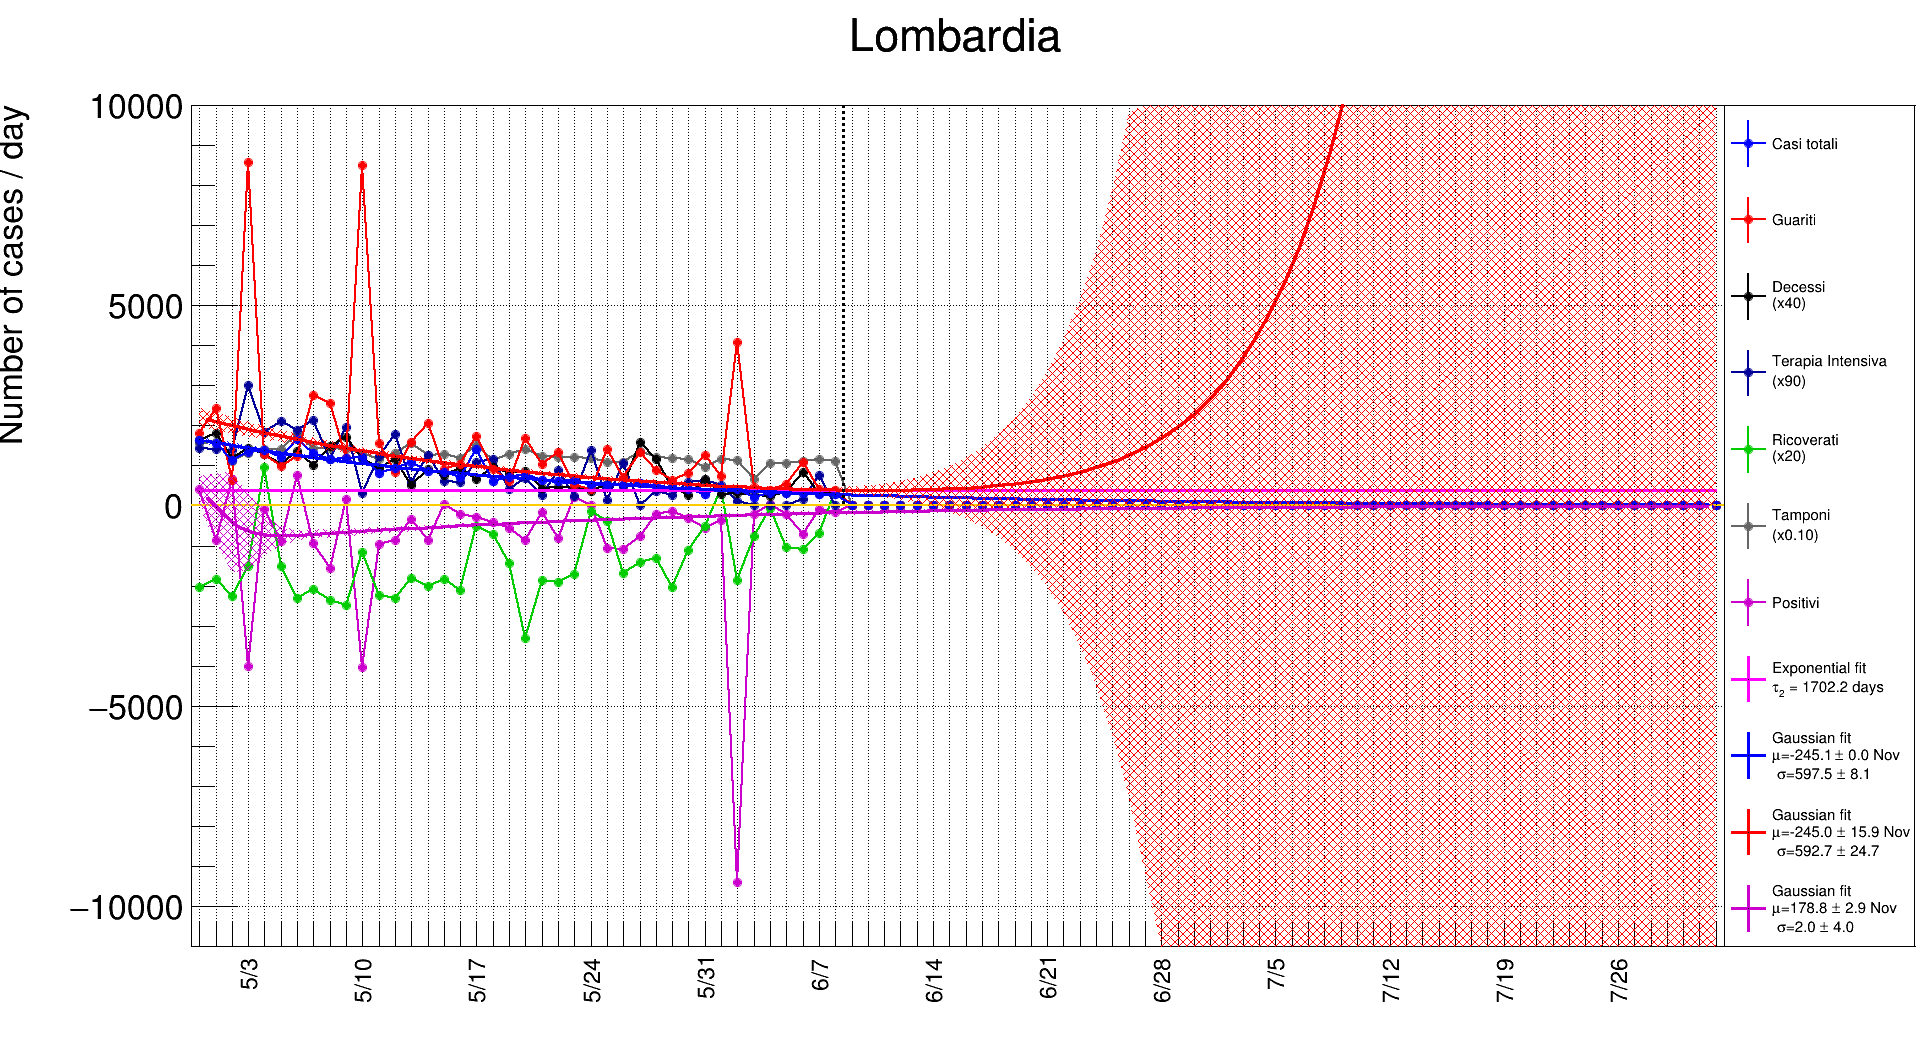 Lombardia
Number of cases / day
10000
5000
0
−5000
−10000
5/3
5/10
5/17
5/24
5/31
6/7
6/14
6/21
6/28
7/5
7/12
7/19
7/26
Casi totali
Guariti
Decessi
(x40)
Terapia Intensiva
(x90)
Ricoverati
(x20)
Tamponi
(x0.10)
Positivi
Exponential fit
τ2 = 1702.2 days
Gaussian fit
μ=-245.1 ± 0.0 Nov
σ=597.5 ± 8.1
Gaussian fit
μ=-245.0 ± 15.9 Nov
σ=592.7 ± 24.7
Gaussian fit
μ=178.8 ± 2.9 Nov
σ=2.0 ± 4.0